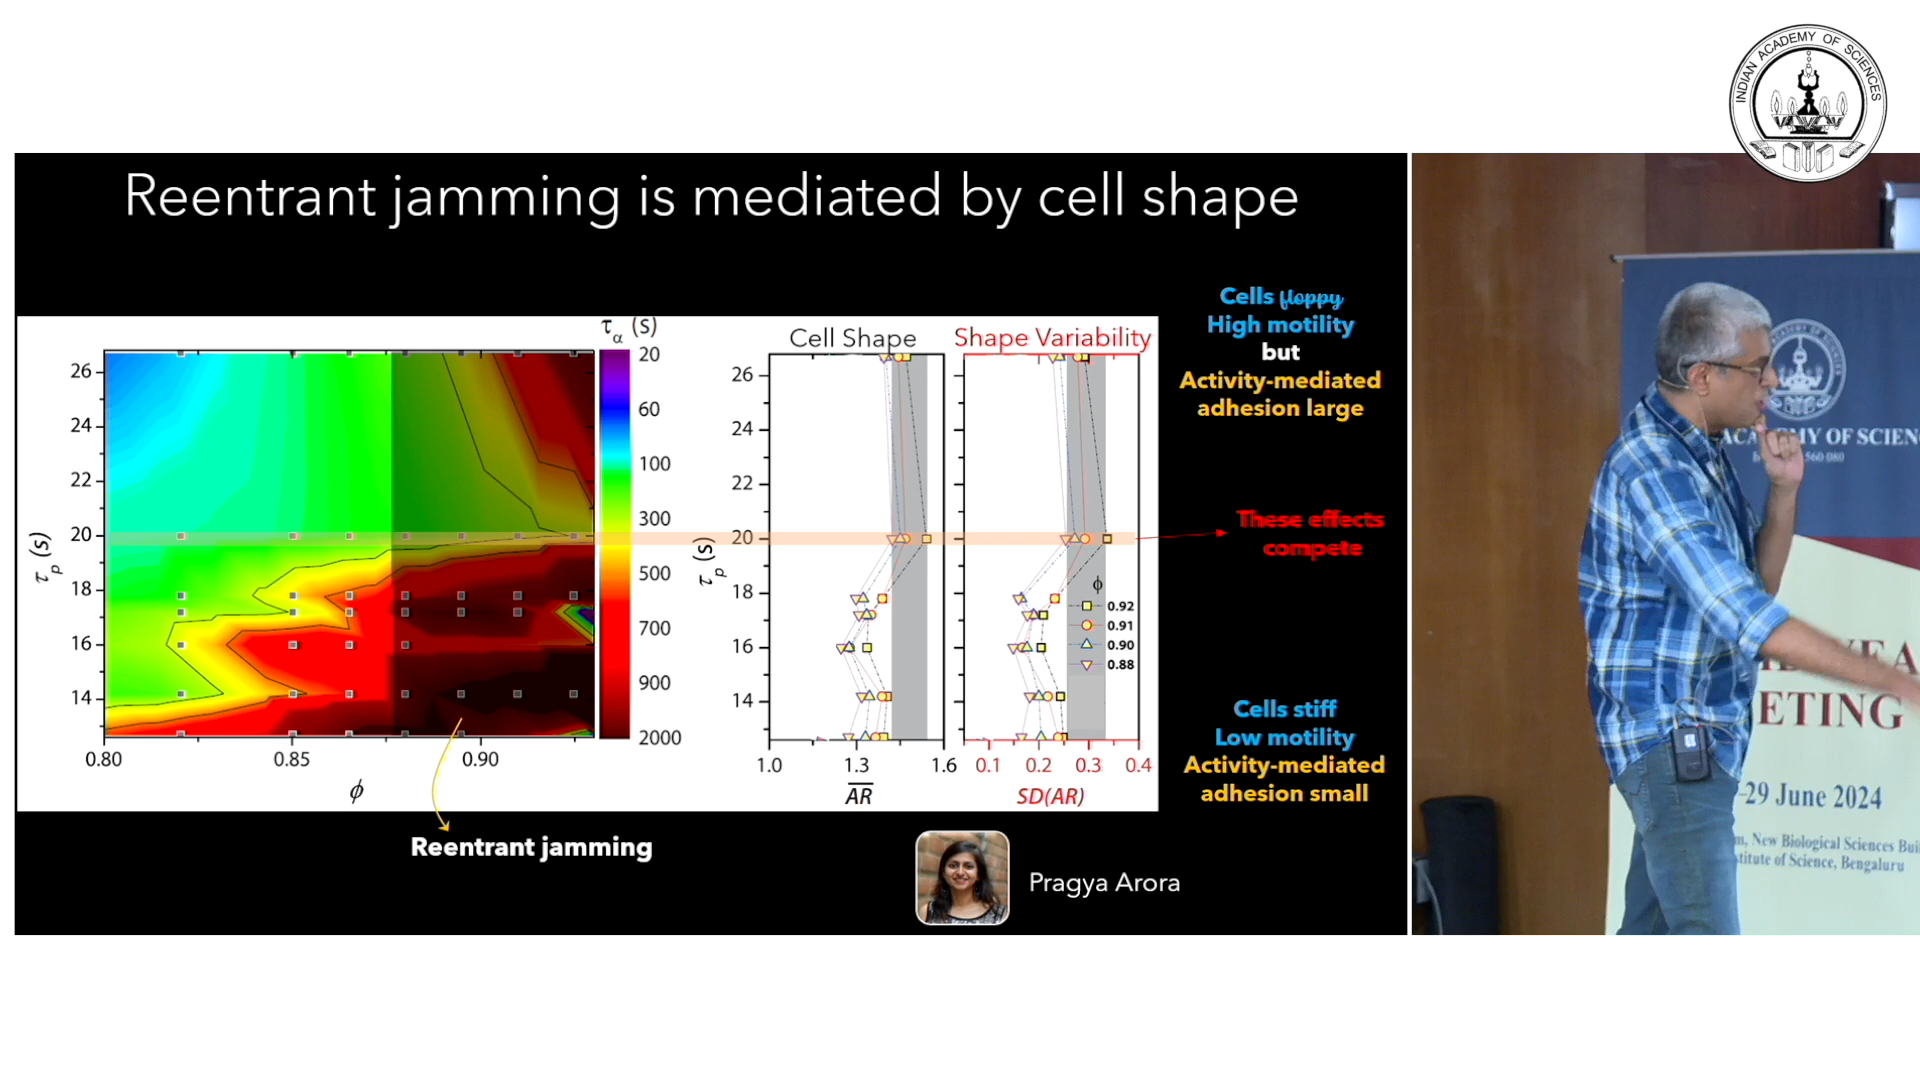 INDIAN ACADEMY OF SCIENCES
Reentrant jamming is mediated by cell shape
τα (s)
20
60
100
300
500
700
900
2000
26
24
22
20
18
16
14
τp (s)
0.80
0.85
0.90
ϕ
Reentrant jamming
Cell Shape
Shape Variability
26
24
22
20
18
16
14
τp (s)
1.0
1.3
1.6
AR
0.1
0.2
0.3
0.4
SD(AR)
ϕ
0.92
0.91
0.90
0.88
Cells floppy
High motility
but
Activity-mediated
adhesion large
These effects
compete
Cells stiff
Low motility
Activity-mediated
adhesion small
Pragya Arora
MY OF SCIEN
560 080
ETING
29 June 2024
m, New Biological Sciences Bui
stitute of Science, Bengaluru